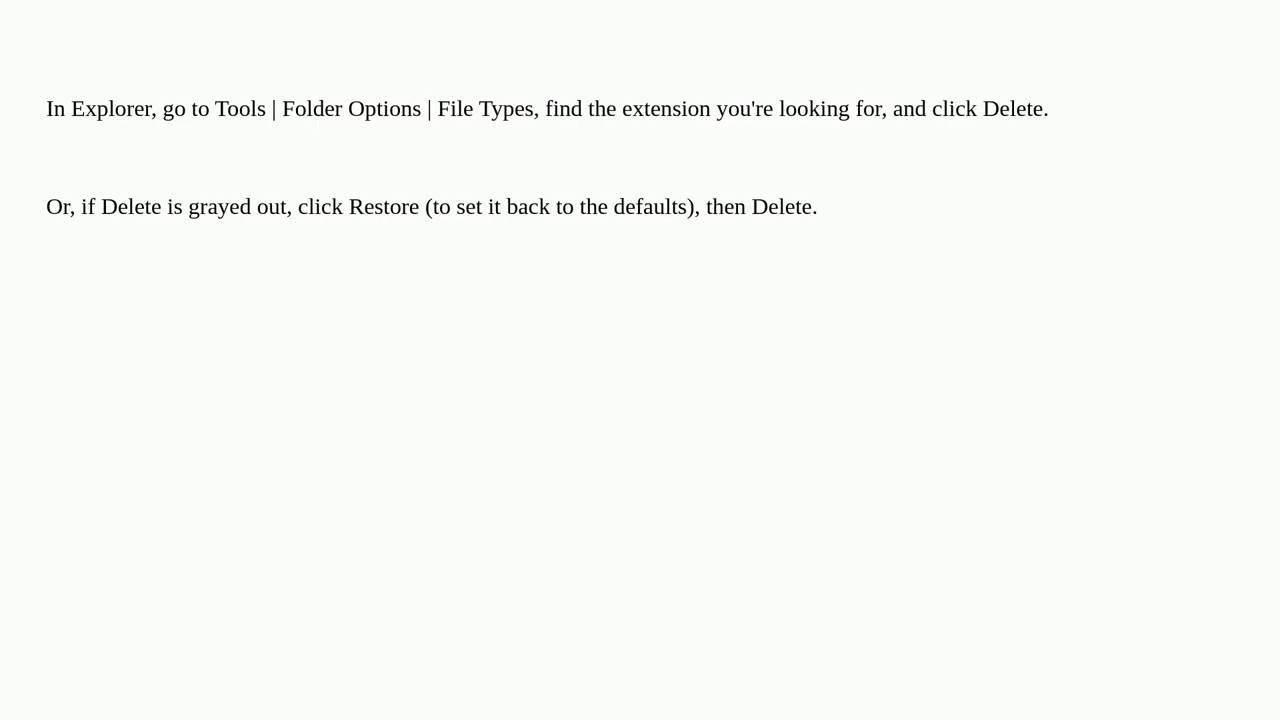 In Explorer, go to Tools | Folder Options | File Types, find the extension you're looking for, and click Delete.
Or, if Delete is grayed out, click Restore (to set it back to the defaults), then Delete.